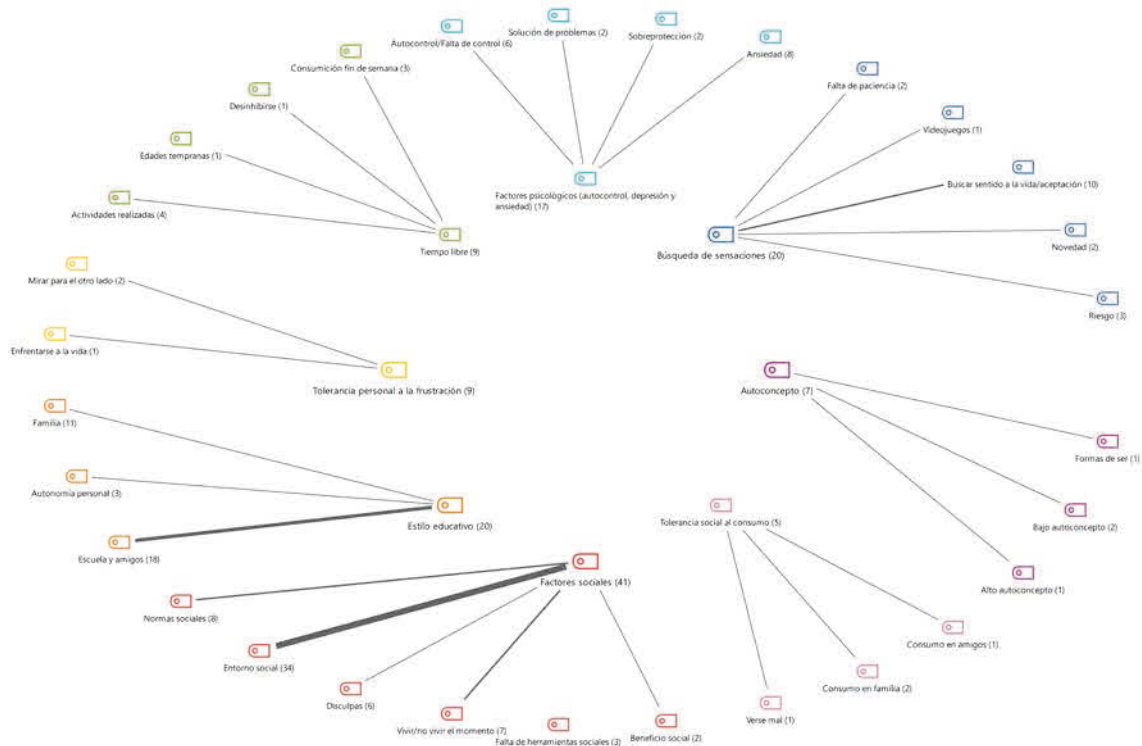 Autocontrol/Falta de control (6)
Solución de problemas (2)
Sobreprotección (2)
Ansiedad (8)
Consumición fin de semana (3)
Desinhibirse (1)
Edades tempranas (1)
Actividades realizadas (4)
Tiempo libre (9)
Factores psicológicos (autocontrol, depresión y
ansiedad) (17)
Falta de paciencia (2)
Videojuegos (1)
Buscar sentido a la vida/aceptación (10)
Novedad (2)
Riesgo (3)
Búsqueda de sensaciones (20)
Mirar para el otro lado (2)
Enfrentarse a la vida (1)
Tolerancia personal a la frustración (9)
Autoconcepto (7)
Formas de ser (1)
Bajo autoconcepto (2)
Alto autoconcepto (1)
Familia (11)
Autonomía personal (3)
Escuela y amigos (18)
Estilo educativo (20)
Tolerancia social al consumo (5)
Consumo en amigos (1)
Consumo en familia (2)
Verse mal (1)
Factores sociales (41)
Normas sociales (8)
Entorno social (34)
Disculpas (6)
Vivir/no vivir el momento (7)
Falta de herramientas sociales (3)
Beneficio social (2)